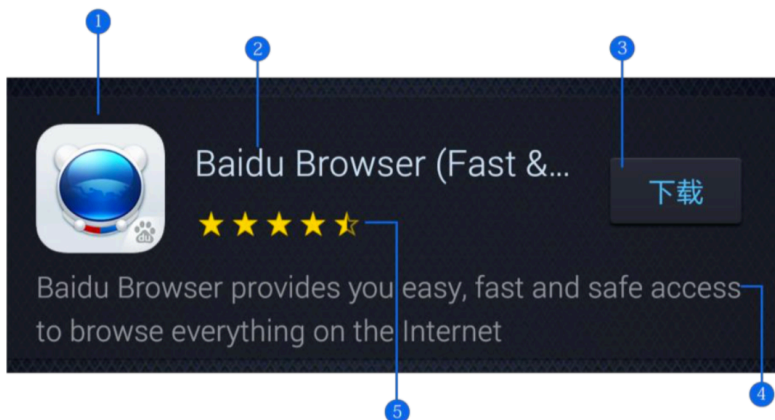 1
2
3
Baidu Browser (Fast &...
下载
du
Baidu Browser provides you easy, fast and safe access
to browse everything on the Internet
4
5